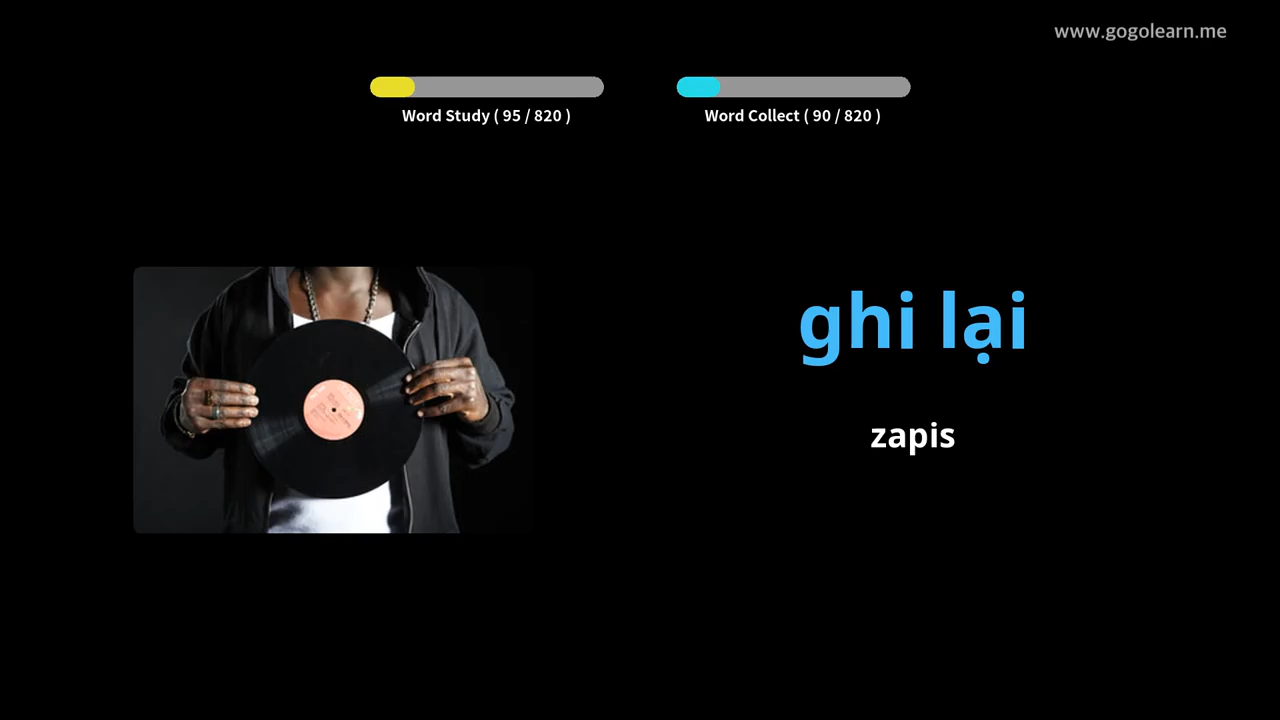 www.gogolearn.me
Word Study ( 95 / 820 )
Word Collect ( 90 / 820 )
ghi lại
zapis